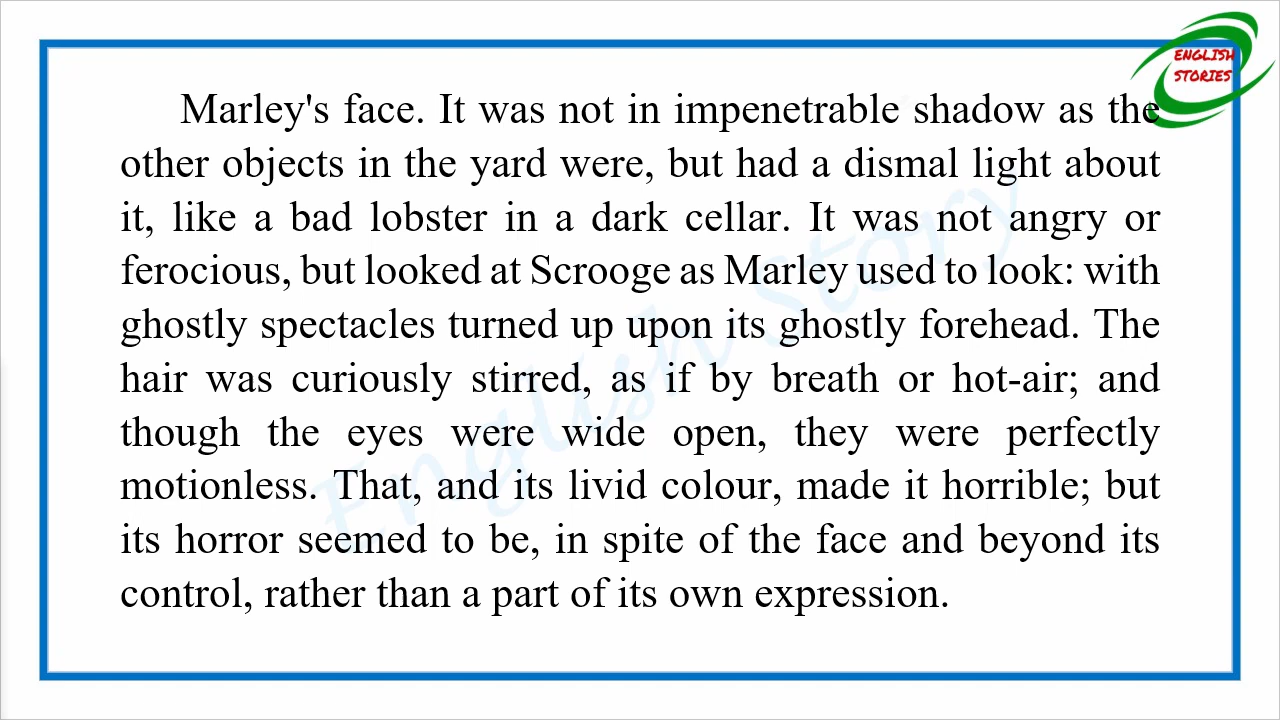 ENGLISH
STORIES
Marley's face. It was not in impenetrable shadow as the
other objects in the yard were, but had a dismal light about
it, like a bad lobster in a dark cellar. It was not angry or
ferocious, but looked at Scrooge as Marley used to look: with
ghostly spectacles turned up upon its ghostly forehead. The
hair was curiously stirred, as if by breath or hot-air; and
though the eyes were wide open, they were perfectly
motionless. That, and its livid colour, made it horrible; but
its horror seemed to be, in spite of the face and beyond its
control, rather than a part of its own expression.
English Story